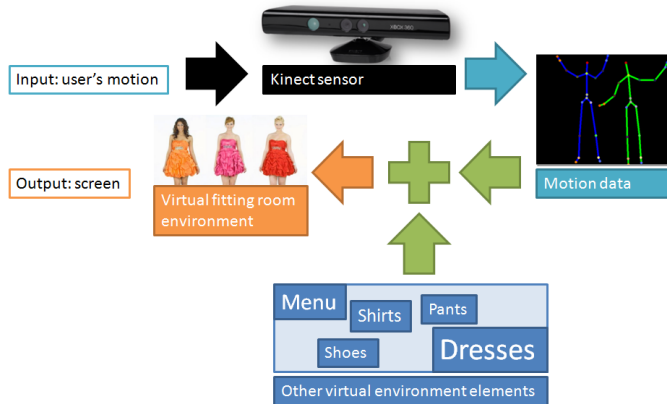 XBOX 360
Input: user's motion
Kinect sensor
Output: screen
Virtual fitting room
environment
Motion data
Menu
Shirts
Pants
Shoes
Dresses
Other virtual environment elements